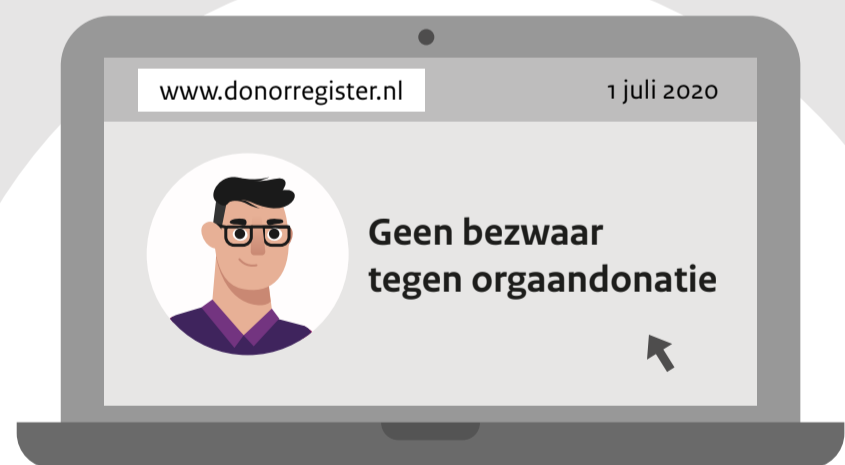 www.donorregister.nl
1 juli 2020
Geen bezwaar
tegen orgaandonatie